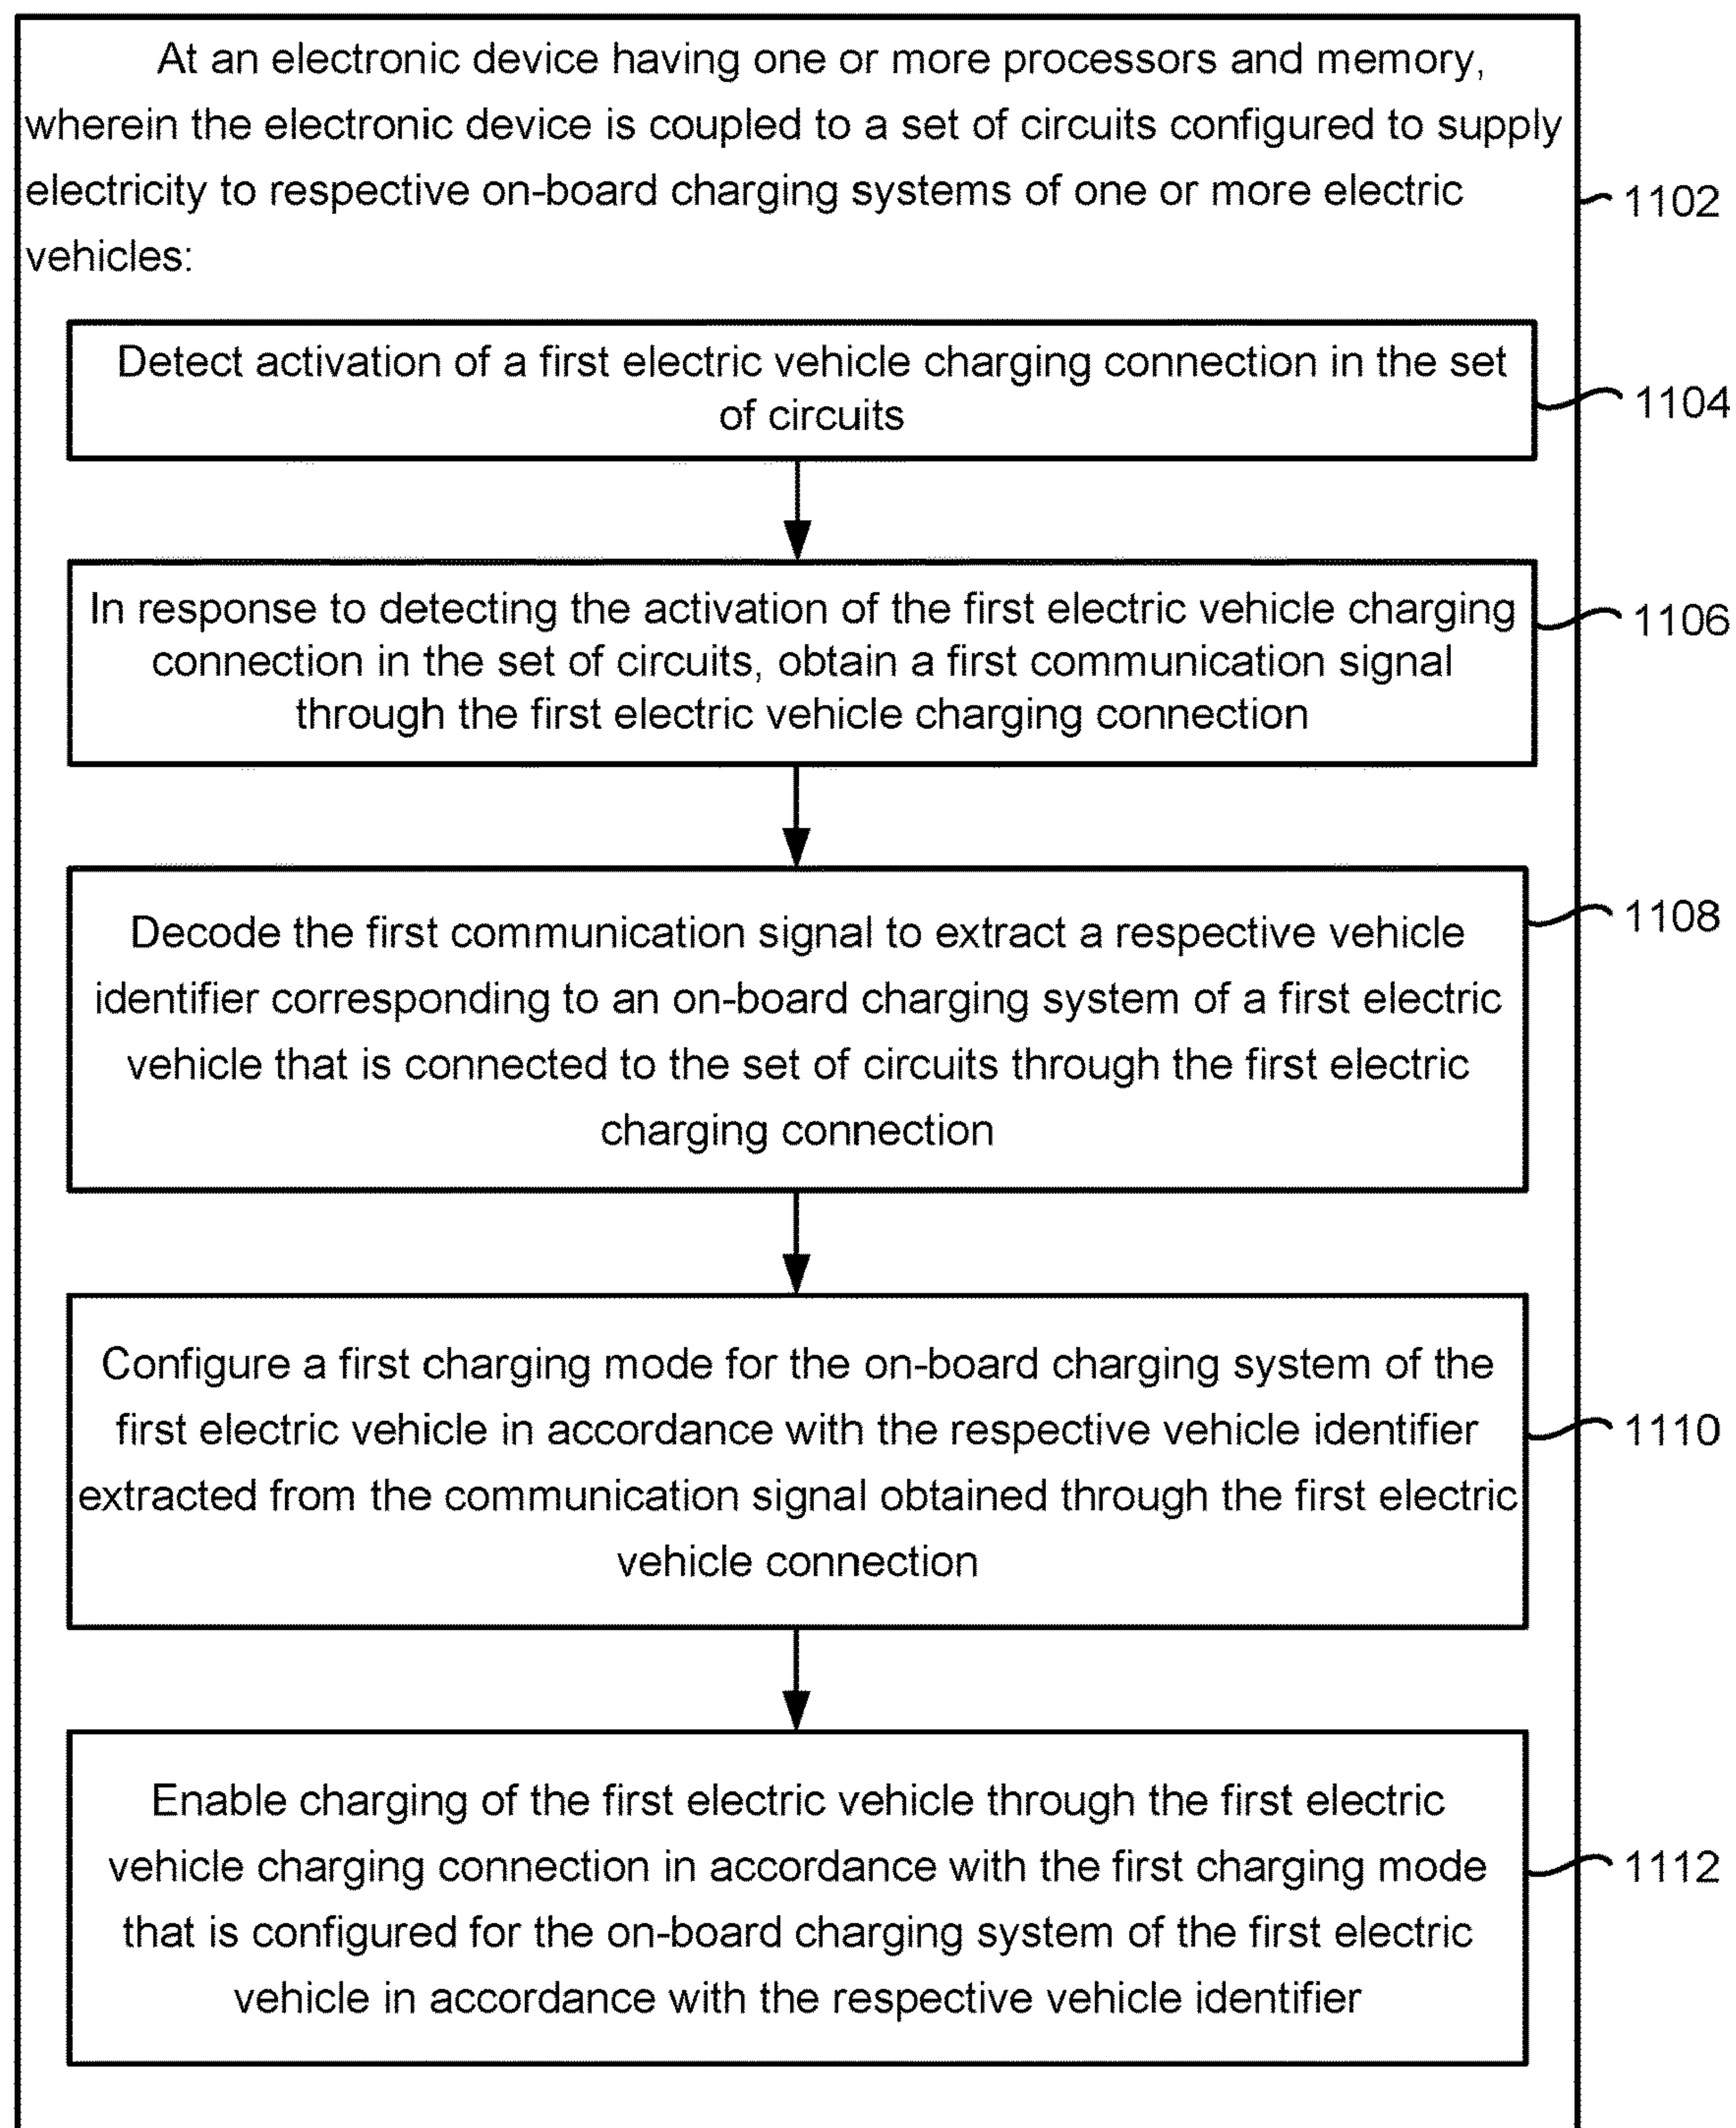 At an electronic device having one or more processors and memory,
wherein the electronic device is coupled to a set of circuits configured to supply
electricity to respective on-board charging systems of one or more electric
vehicles:
1102
Detect activation of a first electric vehicle charging connection in the set
of circuits
1104
In response to detecting the activation of the first electric vehicle charging
connection in the set of circuits, obtain a first communication signal
through the first electric vehicle charging connection
1106
Decode the first communication signal to extract a respective vehicle
identifier corresponding to an on-board charging system of a first electric
vehicle that is connected to the set of circuits through the first electric
charging connection
1108
Configure a first charging mode for the on-board charging system of the
first electric vehicle in accordance with the respective vehicle identifier
extracted from the communication signal obtained through the first electric
vehicle connection
1110
Enable charging of the first electric vehicle through the first electric
vehicle charging connection in accordance with the first charging mode
that is configured for the on-board charging system of the first electric
vehicle in accordance with the respective vehicle identifier
1112